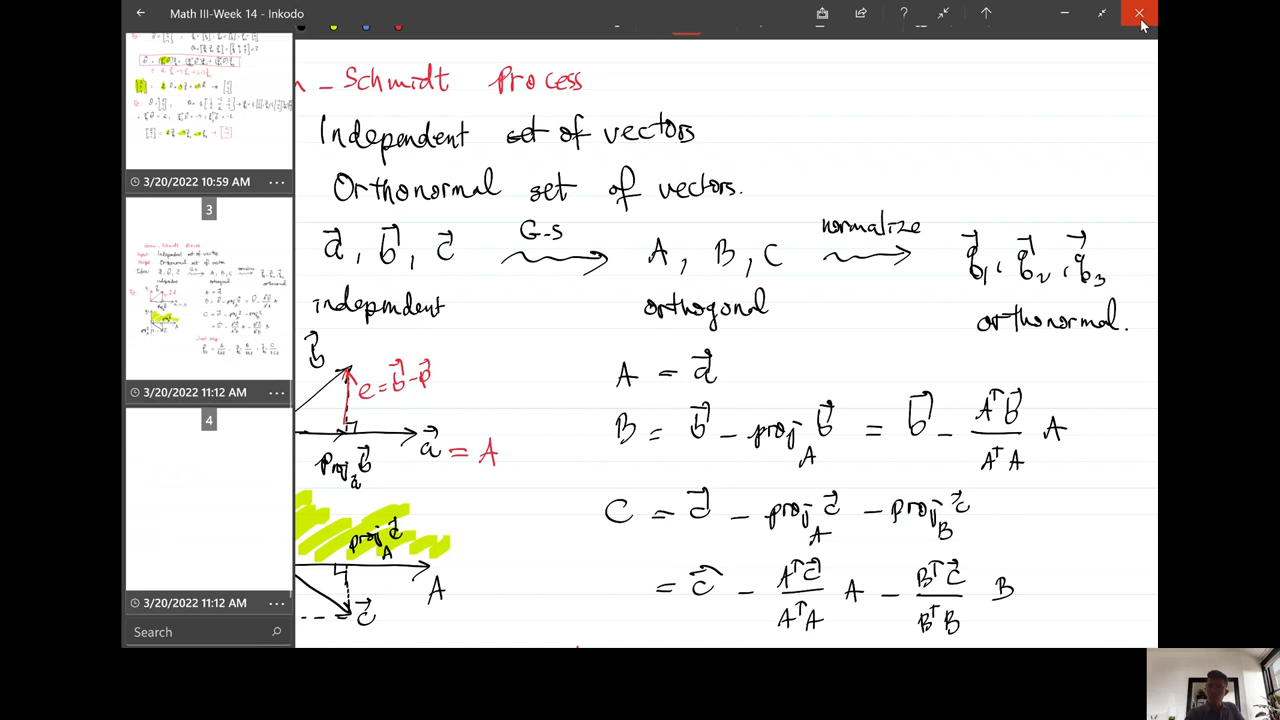 Math III-Week 14 - Inkodo
Schmidt Process
Independent set of vectors
Orthonormal set of vectors.
a⃗, b⃗, c⃗ G-S A, B, C normalize q⃗₁, q⃗₂, q⃗₃
independent orthogonal orthonormal.
b⃗
e = b⃗ - p⃗
proj_a⃗ b⃗
a⃗ = A
A = a⃗
B = b⃗ - proj_A b⃗ = b⃗ - (Aᵀb⃗)/(AᵀA) A
C = c⃗ - proj_A c⃗ - proj_B c⃗
= c⃗ - (Aᵀc⃗)/(AᵀA) A - (Bᵀc⃗)/(BᵀB) B
proj_A c⃗
A
c⃗
3/20/2022 10:59 AM ...
3
Schmidt Process
3/20/2022 11:12 AM ...
4
3/20/2022 11:12 AM ...
Search